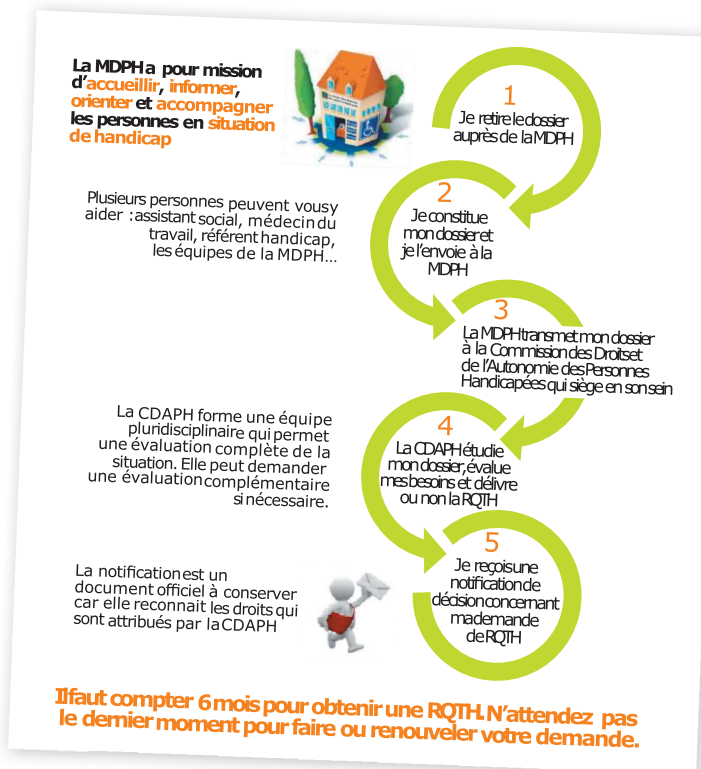 La MDPH a pour mission
d'accueillir, informer,
orienter et accompagner
les personnes en situation
de handicap
1
Je retire le dossier
auprès de la MDPH
Plusieurs personnes peuvent vous y
aider : assistant social, médecin du
travail, référent handicap,
les équipes de la MDPH...
2
Je constitue
mon dossier et
je l'envoie à la
MDPH
3
La MDPH transmet mon dossier
à la Commission des Droits et
de l'Autonomie des Personnes
Handicapées qui siège en son sein
La CDAPH forme une équipe
pluridisciplinaire qui permet
une évaluation complète de la
situation. Elle peut demander
une évaluation complémentaire
si nécessaire.
4
La CDAPH étudie
mon dossier, évalue
mes besoins et délivre
ou non la RQTH
5
Je reçois une
notification de
décision concernant
ma demande
de RQTH
La notification est un
document officiel à conserver
car elle reconnait les droits qui
sont attribués par la CDAPH
Il faut compter 6 mois pour obtenir une RQTH. N'attendez pas
le dernier moment pour faire ou renouveler votre demande.